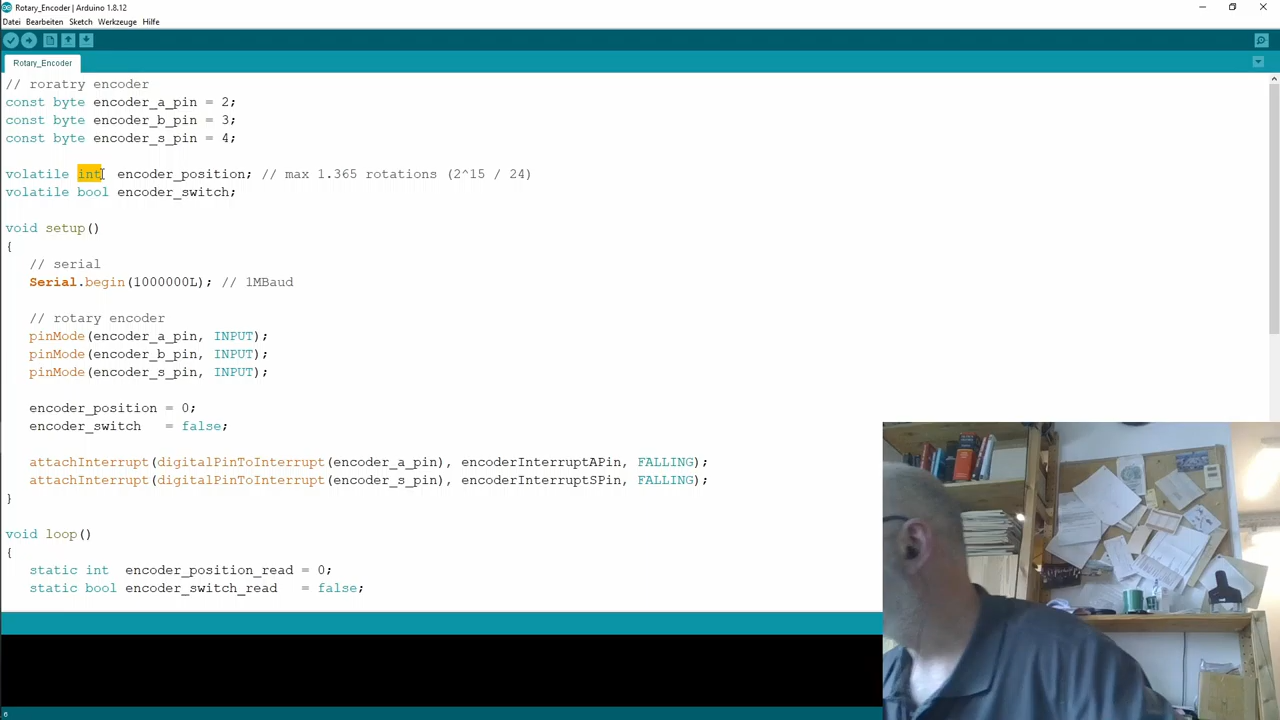 Rotary_Encoder | Arduino 1.8.12
Datei Bearbeiten Sketch Werkzeuge Hilfe
Rotary_Encoder
// roratry encoder
const byte encoder_a_pin = 2;
const byte encoder_b_pin = 3;
const byte encoder_s_pin = 4;
volatile int  encoder_position; // max 1.365 rotations (2^15 / 24)
volatile bool encoder_switch;
void setup()
{
   // serial
   Serial.begin(1000000L); // 1MBaud
   // rotary encoder
   pinMode(encoder_a_pin, INPUT);
   pinMode(encoder_b_pin, INPUT);
   pinMode(encoder_s_pin, INPUT);
   encoder_position = 0;
   encoder_switch   = false;
   attachInterrupt(digitalPinToInterrupt(encoder_a_pin), encoderInterruptAPin, FALLING);
   attachInterrupt(digitalPinToInterrupt(encoder_s_pin), encoderInterruptSPin, FALLING);
}
void loop()
{
   static int  encoder_position_read = 0;
   static bool encoder_switch_read   = false;
6